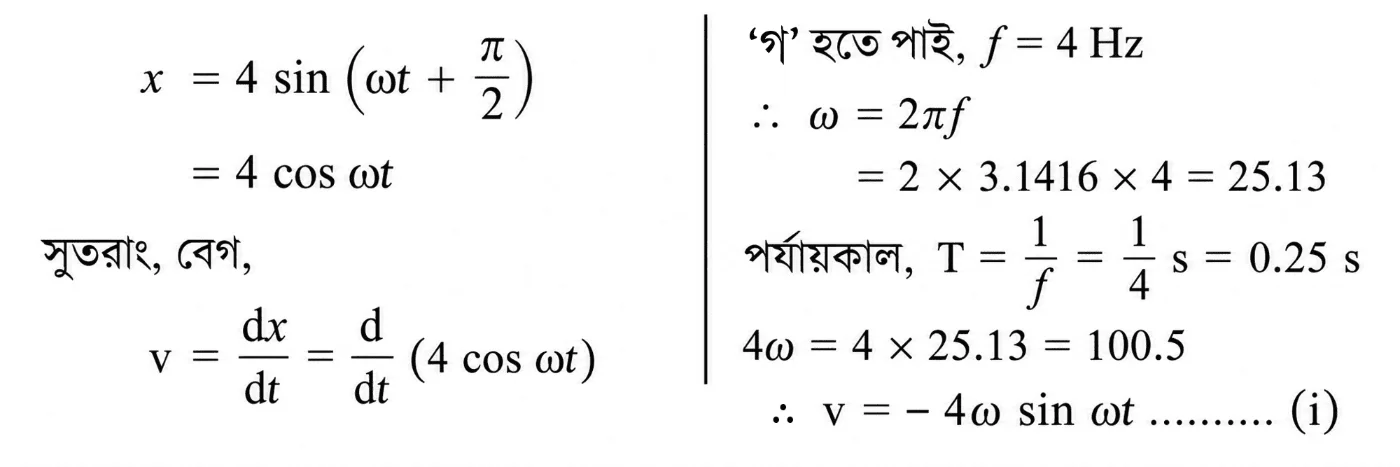 x = 4 sin (ωt + π/2)
= 4 cos ωt
সুতরাং, বেগ,
v = dx/dt = d/dt (4 cos ωt)
‘গ’ হতে পাই, f = 4 Hz
∴ ω = 2πf
= 2 × 3.1416 × 4 = 25.13
পর্যায়কাল, T = 1/f = 1/4 s = 0.25 s
4ω = 4 × 25.13 = 100.5
∴ v = − 4ω sin ωt .......... (i)